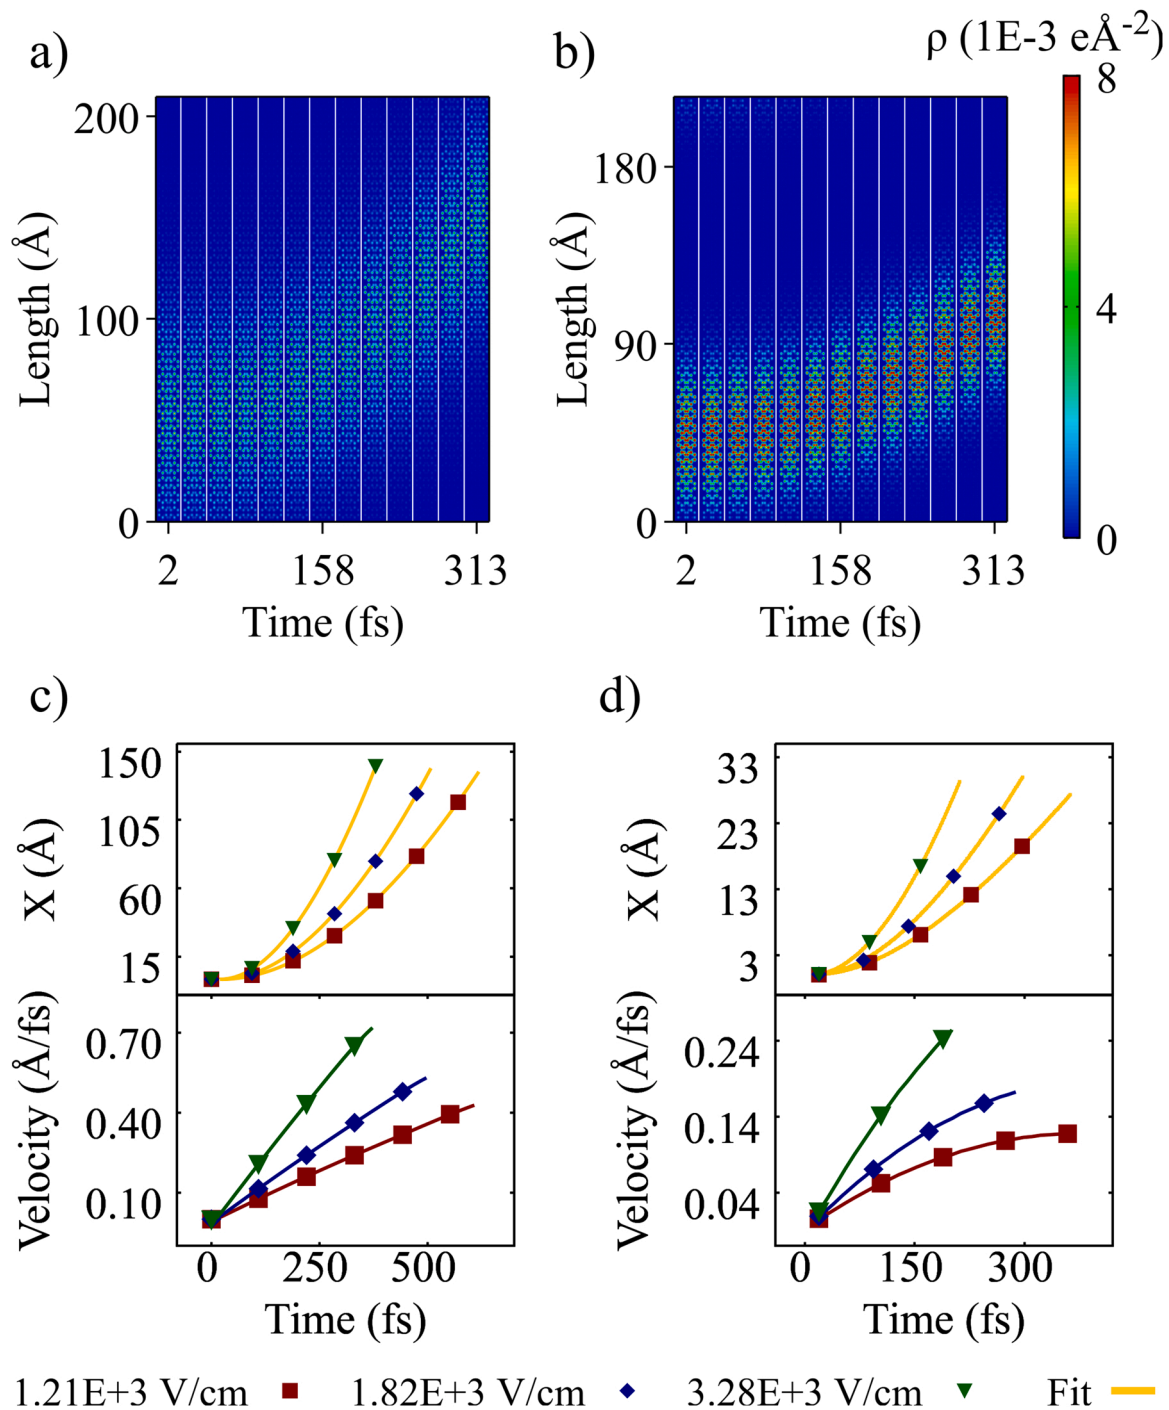 a)
b)
ρ (1E-3 eÅ-2)
200
100
0
Length (Å)
2 158 313
Time (fs)
180
90
0
Length (Å)
2 158 313
Time (fs)
8
4
0
c)
d)
150
105
60
15
X (Å)
0.70
0.40
0.10
Velocity (Å/fs)
0 250 500
Time (fs)
33
23
13
3
X (Å)
0.24
0.14
0.04
Velocity (Å/fs)
0 150 300
Time (fs)
1.21E+3 V/cm 1.82E+3 V/cm 3.28E+3 V/cm Fit